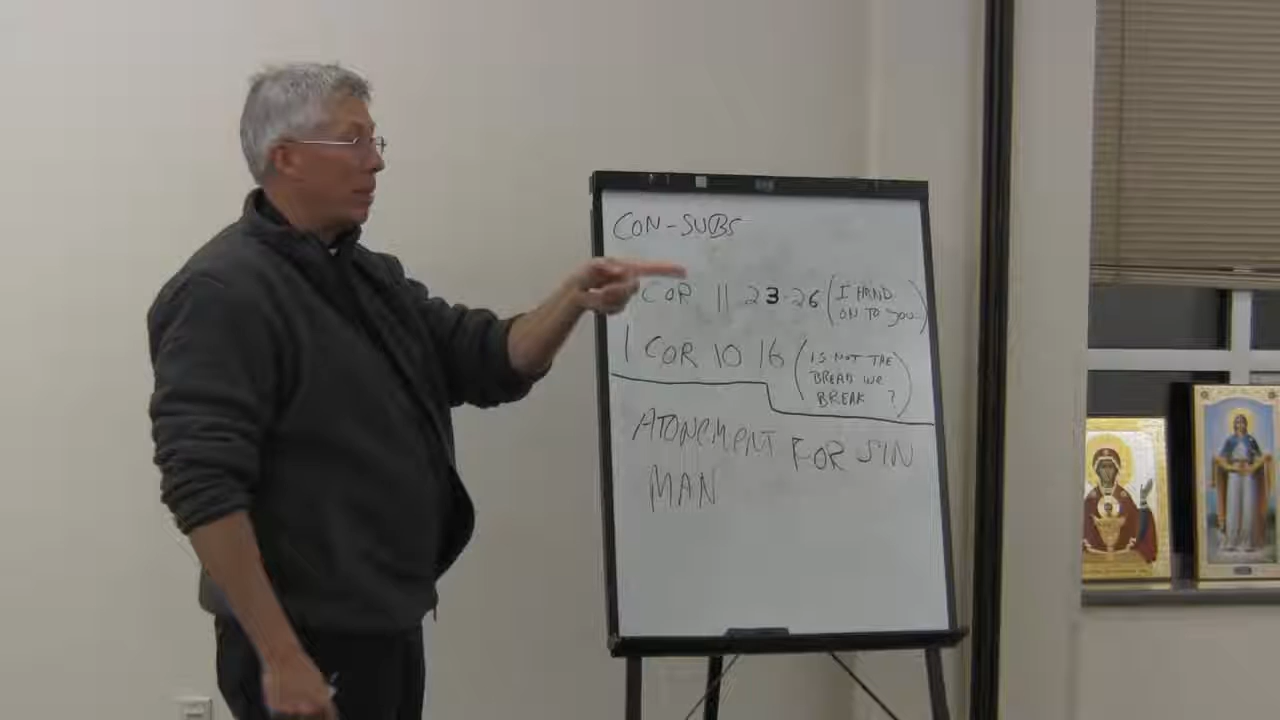 CON-SUBS
COR 11 23-26 (I HAND ON TO you...)
1 COR 10 16 (IS NOT THE BREAD WE BREAK ?)
ATONEMENT FOR SIN
MAN